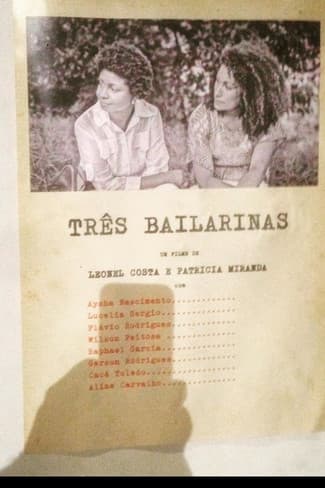 TRÊS BAILARINAS
UM FILME DE
LEONEL COSTA E PATRICIA MIRANDA
com
Aysha Nascimento..............
Lucelia Sergio................
Flávio Rodrigues..............
Wilson Feitosa ...............
Raphael Garcia................
Gerson Rodrigues..............
Cacá Toledo...................
Aline Carvalho................